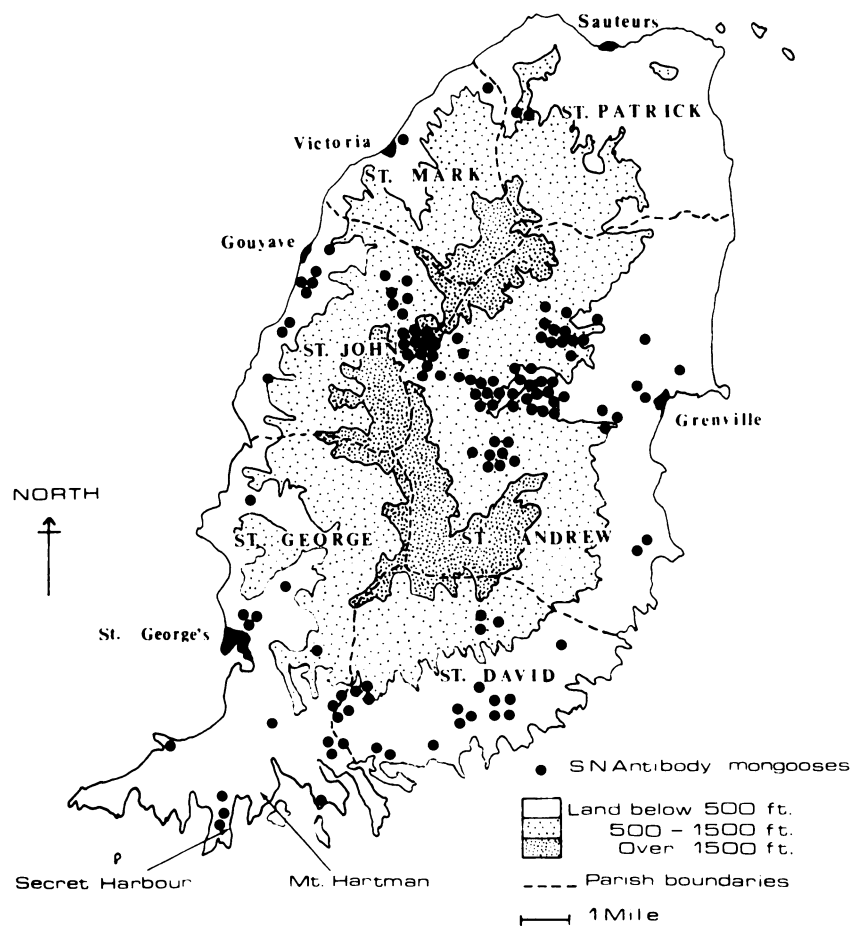 Sauteurs
ST. PATRICK
Victoria
ST. MARK
Gouyave
ST. JOHN
Grenville
NORTH
ST. GEORGE
ST. ANDREW
St. George's
ST. DAVID
SNAntibody mongooses
Land below 500 ft.
500 - 1500 ft.
Over 1500 ft.
Secret Harbour
Mt. Hartman
Parish boundaries
1 Mile